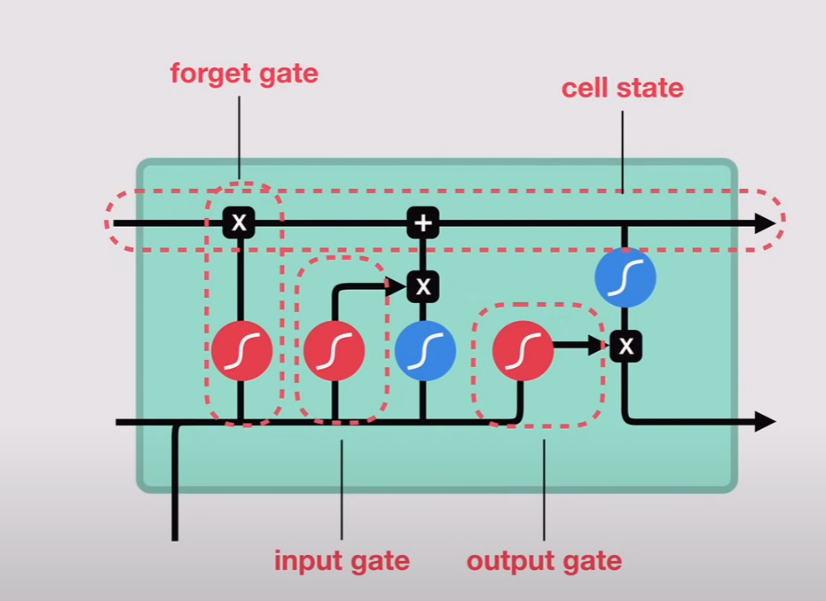 forget gate
cell state
X
+
X
X
input gate
output gate